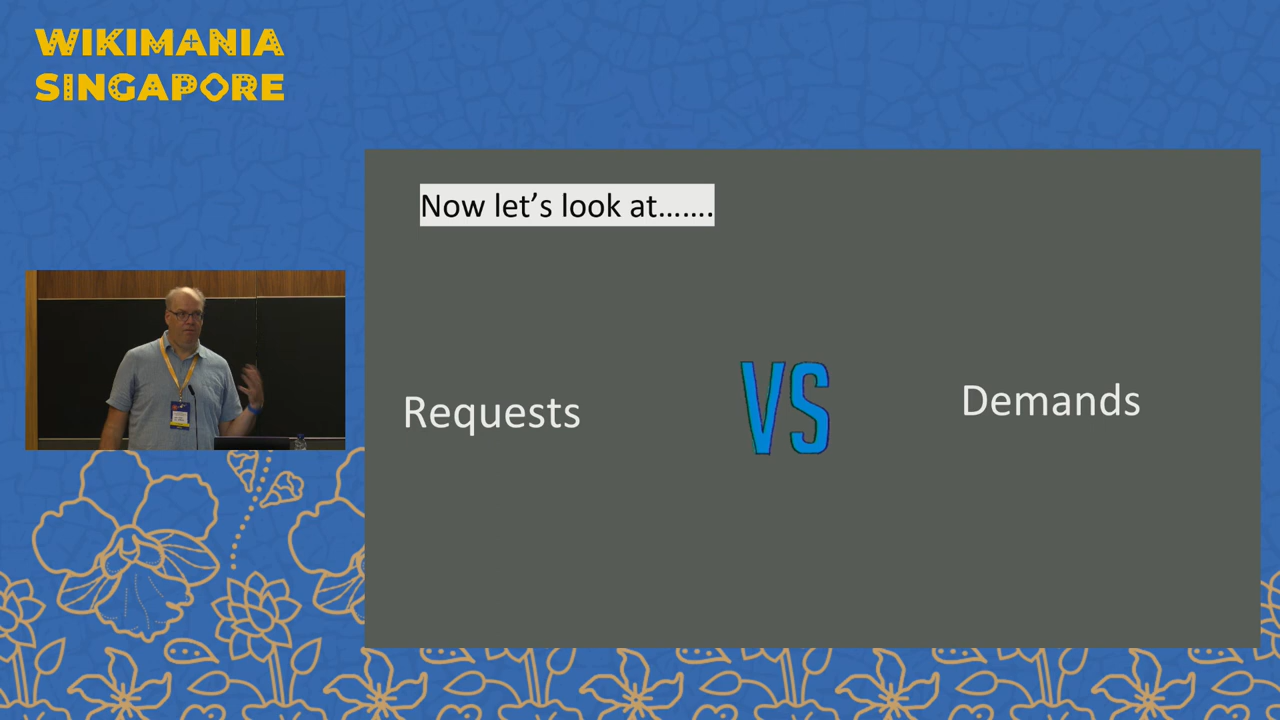 WIKIMANIA
SINGAPORE
Now let's look at…….
Requests
VS
Demands